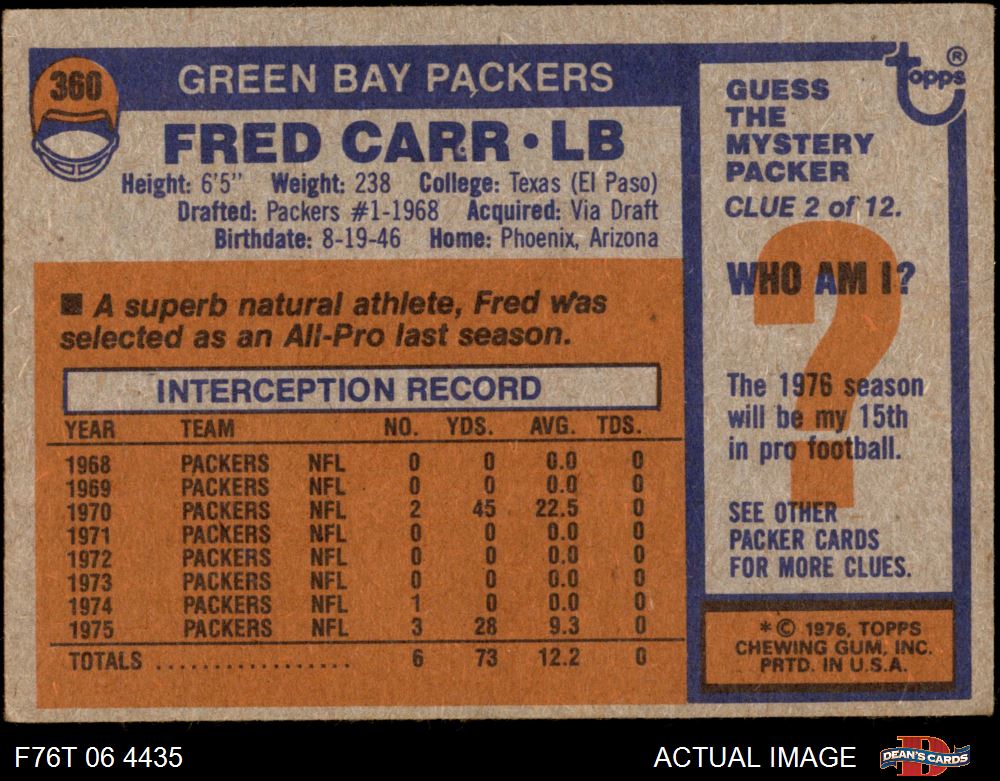 360
GREEN BAY PACKERS
FRED CARR • LB
Height: 6'5" Weight: 238 College: Texas (El Paso)
Drafted: Packers #1-1968 Acquired: Via Draft
Birthdate: 8-19-46 Home: Phoenix, Arizona
■ A superb natural athlete, Fred was
selected as an All-Pro last season.
INTERCEPTION RECORD
YEAR TEAM NO. YDS. AVG. TDS.
1968 PACKERS NFL 0 0 0.0 0
1969 PACKERS NFL 0 0 0.0 0
1970 PACKERS NFL 2 45 22.5 0
1971 PACKERS NFL 0 0 0.0 0
1972 PACKERS NFL 0 0 0.0 0
1973 PACKERS NFL 0 0 0.0 0
1974 PACKERS NFL 1 0 0.0 0
1975 PACKERS NFL 3 28 9.3 0
TOTALS .................. 6 73 12.2 0
Topps ®
GUESS
THE
MYSTERY
PACKER
CLUE 2 of 12.
WHO AM I?
?
The 1976 season
will be my 15th
in pro football.
SEE OTHER
PACKER CARDS
FOR MORE CLUES.
* © 1976, TOPPS
CHEWING GUM, INC.
PRTD. IN U.S.A.
F76T 06 4435
ACTUAL IMAGE
DEAN'S CARDS